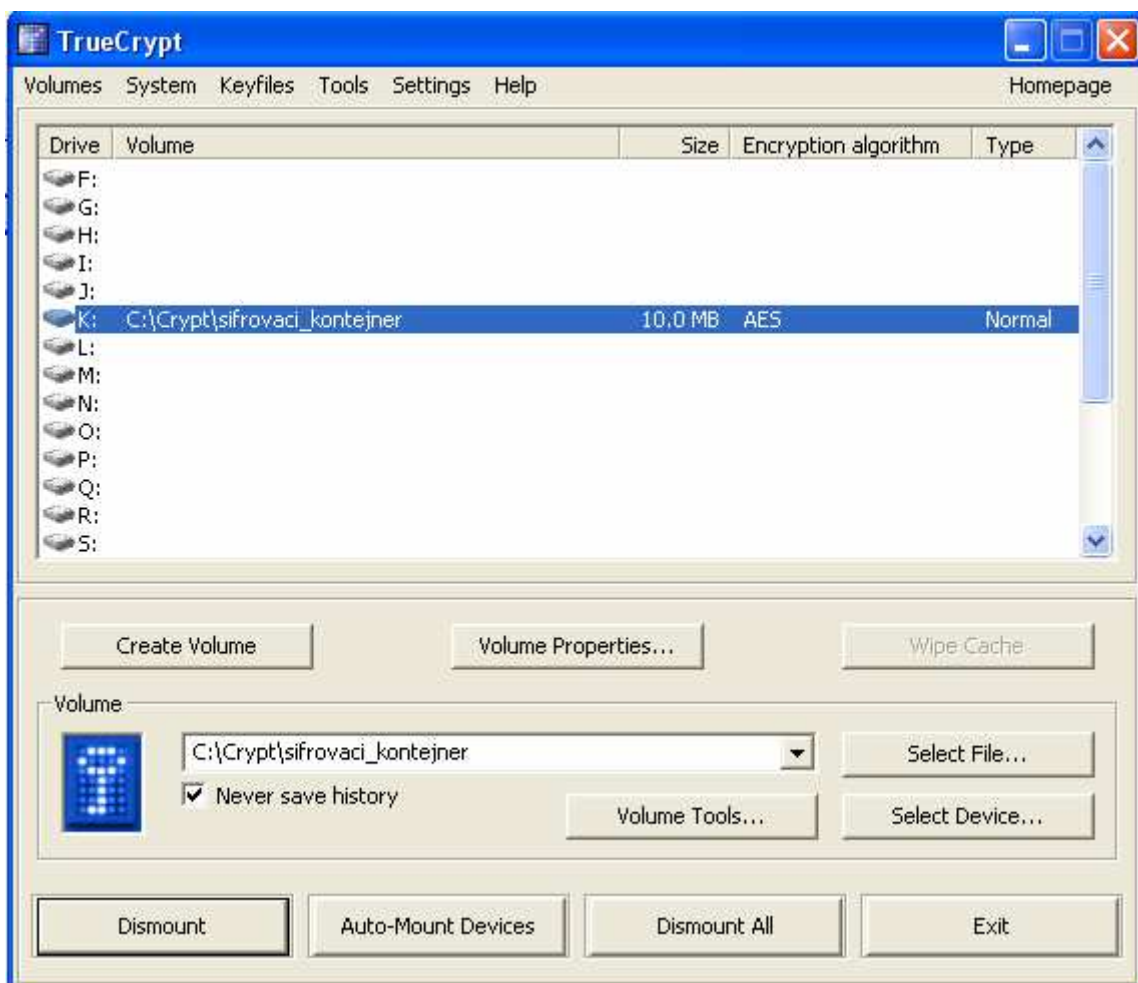 TrueCrypt
Volumes System Keyfiles Tools Settings Help Homepage
Drive Volume Size Encryption algorithm Type
F:
G:
H:
I:
J:
K: C:\Crypt\sifrovaci_kontejner 10.0 MB AES Normal
L:
M:
N:
O:
P:
Q:
R:
S:
Create Volume Volume Properties... Wipe Cache
Volume
C:\Crypt\sifrovaci_kontejner Select File...
Never save history
Volume Tools... Select Device...
Dismount Auto-Mount Devices Dismount All Exit